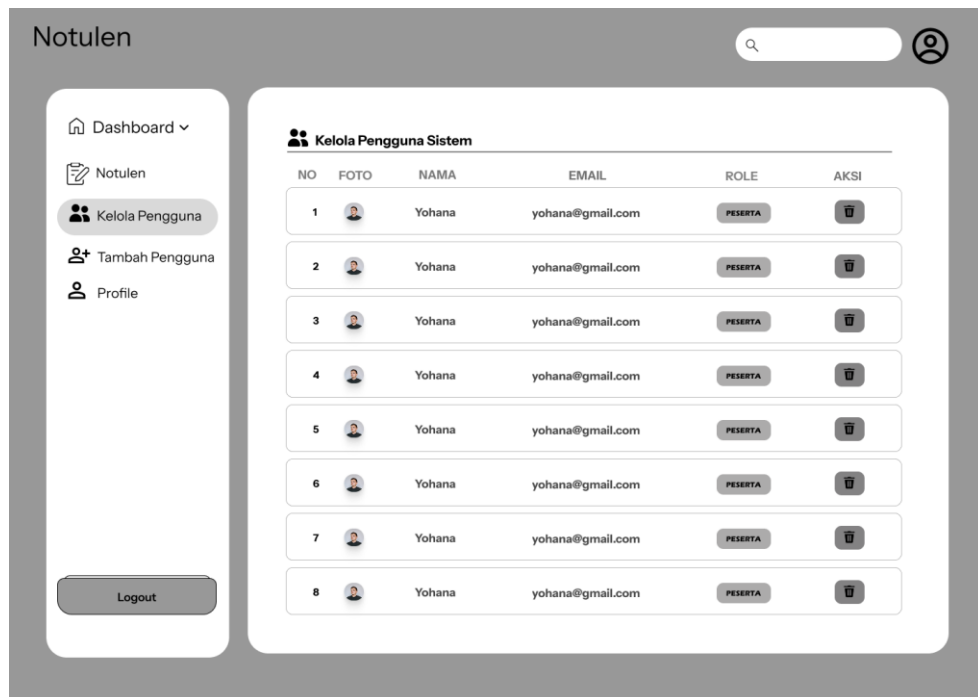 Notulen
Dashboard
Notulen
Kelola Pengguna
Tambah Pengguna
Profile
Logout
Kelola Pengguna Sistem
NO FOTO NAMA EMAIL ROLE AKSI
1 Yohana yohana@gmail.com PESERTA
2 Yohana yohana@gmail.com PESERTA
3 Yohana yohana@gmail.com PESERTA
4 Yohana yohana@gmail.com PESERTA
5 Yohana yohana@gmail.com PESERTA
6 Yohana yohana@gmail.com PESERTA
7 Yohana yohana@gmail.com PESERTA
8 Yohana yohana@gmail.com PESERTA